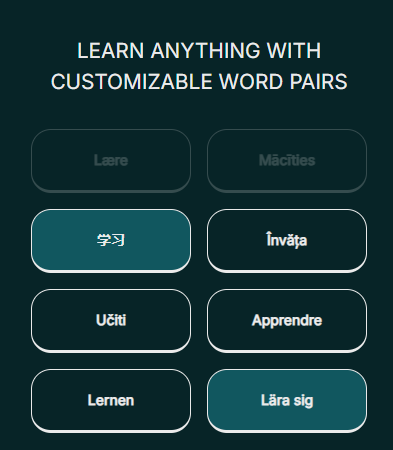 LEARN ANYTHING WITH
CUSTOMIZABLE WORD PAIRS
Lære
Mācīties
学习
Învăța
Učiti
Apprendre
Lernen
Lära sig